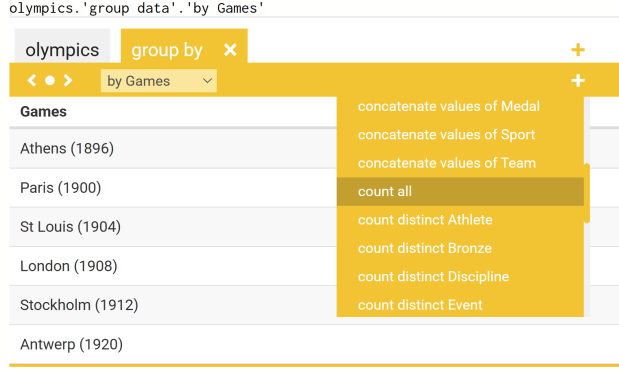 olympics.'group data'.'by Games'
olympics
group by ×
+
by Games
+
Games
Athens (1896)
Paris (1900)
St Louis (1904)
London (1908)
Stockholm (1912)
Antwerp (1920)
concatenate values of Medal
concatenate values of Sport
concatenate values of Team
count all
count distinct Athlete
count distinct Bronze
count distinct Discipline
count distinct Event